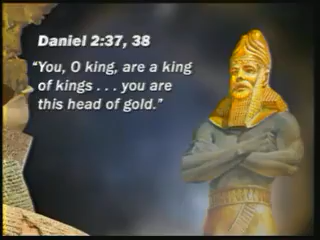 Daniel 2:37, 38
“You, O king, are a king
of kings . . . you are
this head of gold.”